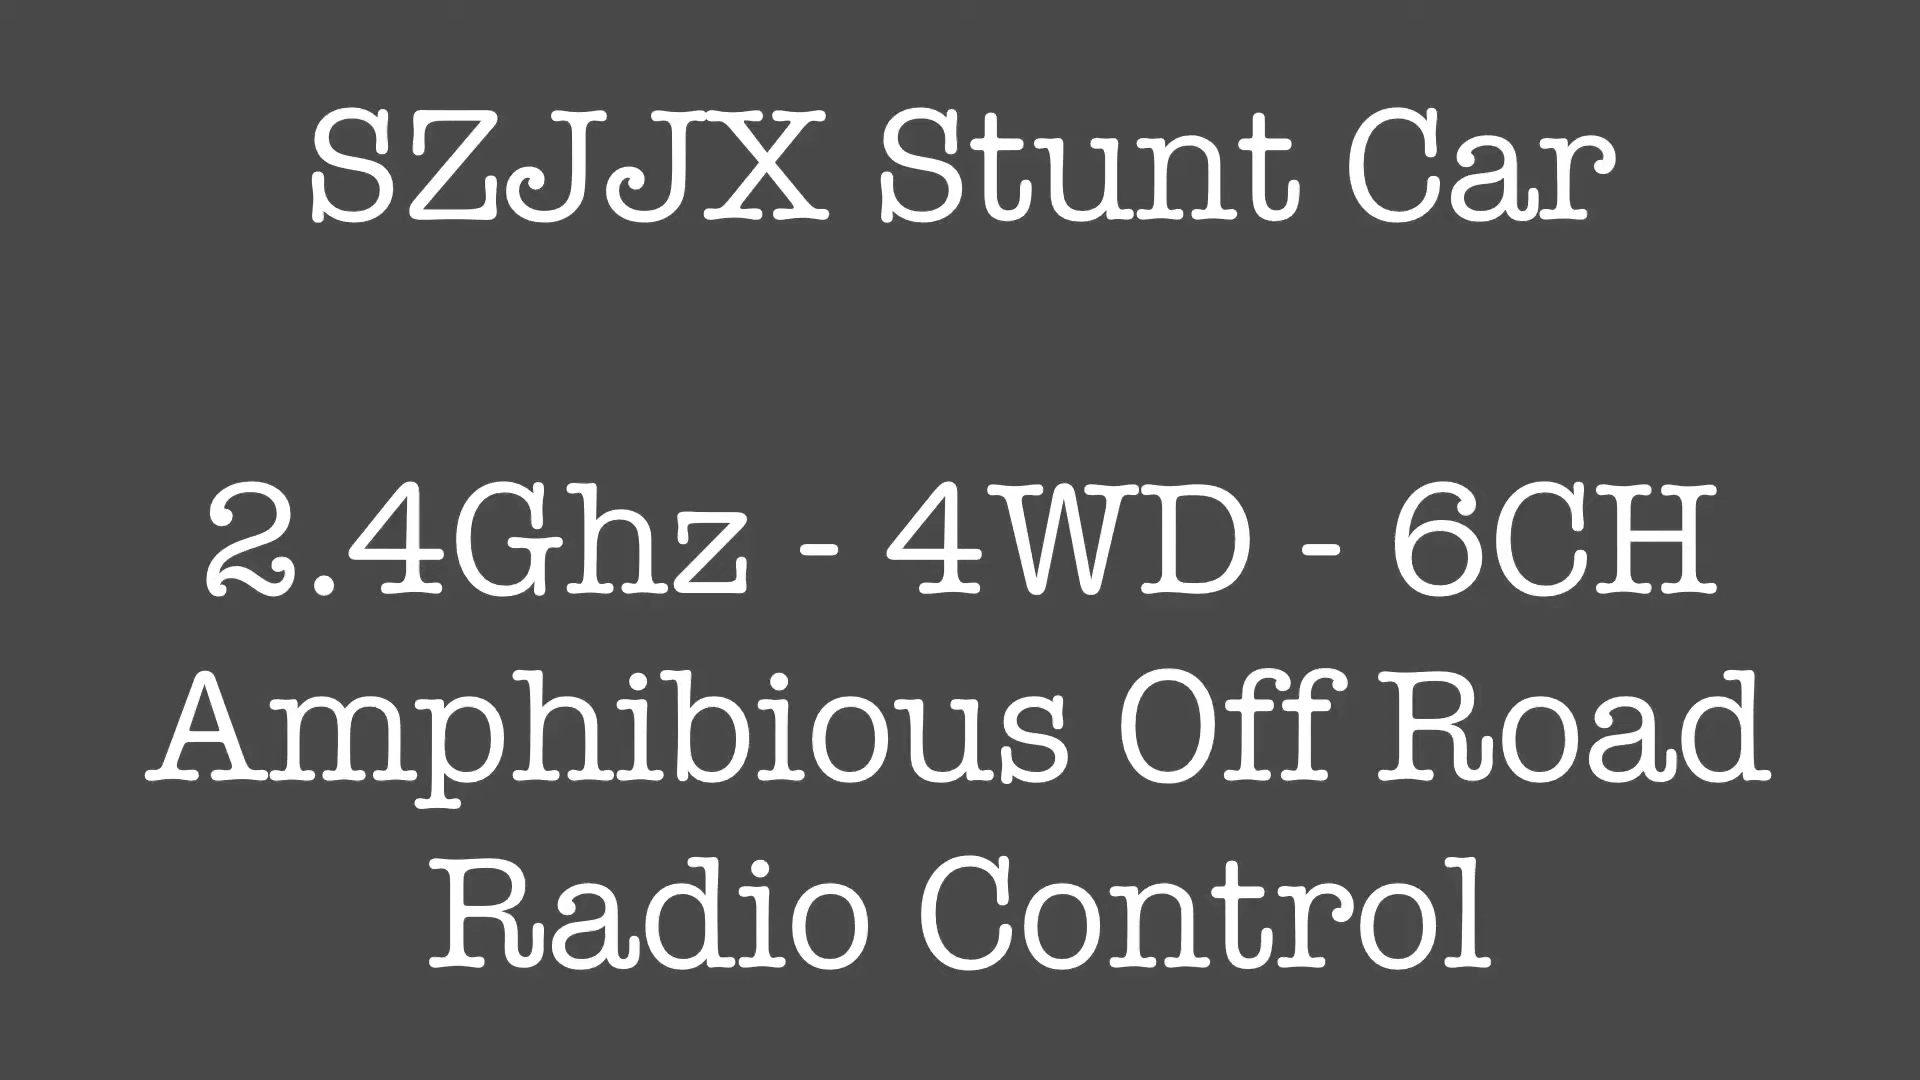 SZJJX Stunt Car
2.4Ghz - 4WD - 6CH
Amphibious Off Road
Radio Control